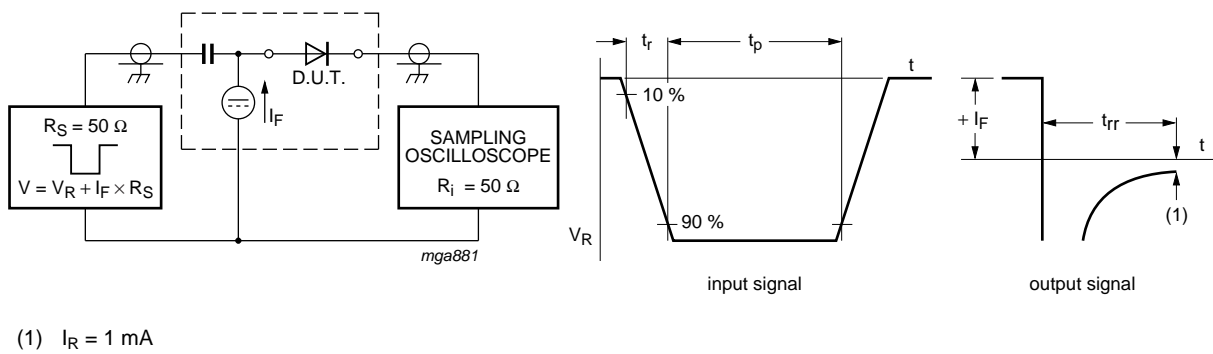 D.U.T.
I_F
R_S = 50 Ω
V = V_R + I_F × R_S
SAMPLING
OSCILLOSCOPE
R_i = 50 Ω
mga881
t_r
t_p
t
10 %
90 %
V_R
input signal
+ I_F
t_rr
t
(1)
output signal
(1) I_R = 1 mA